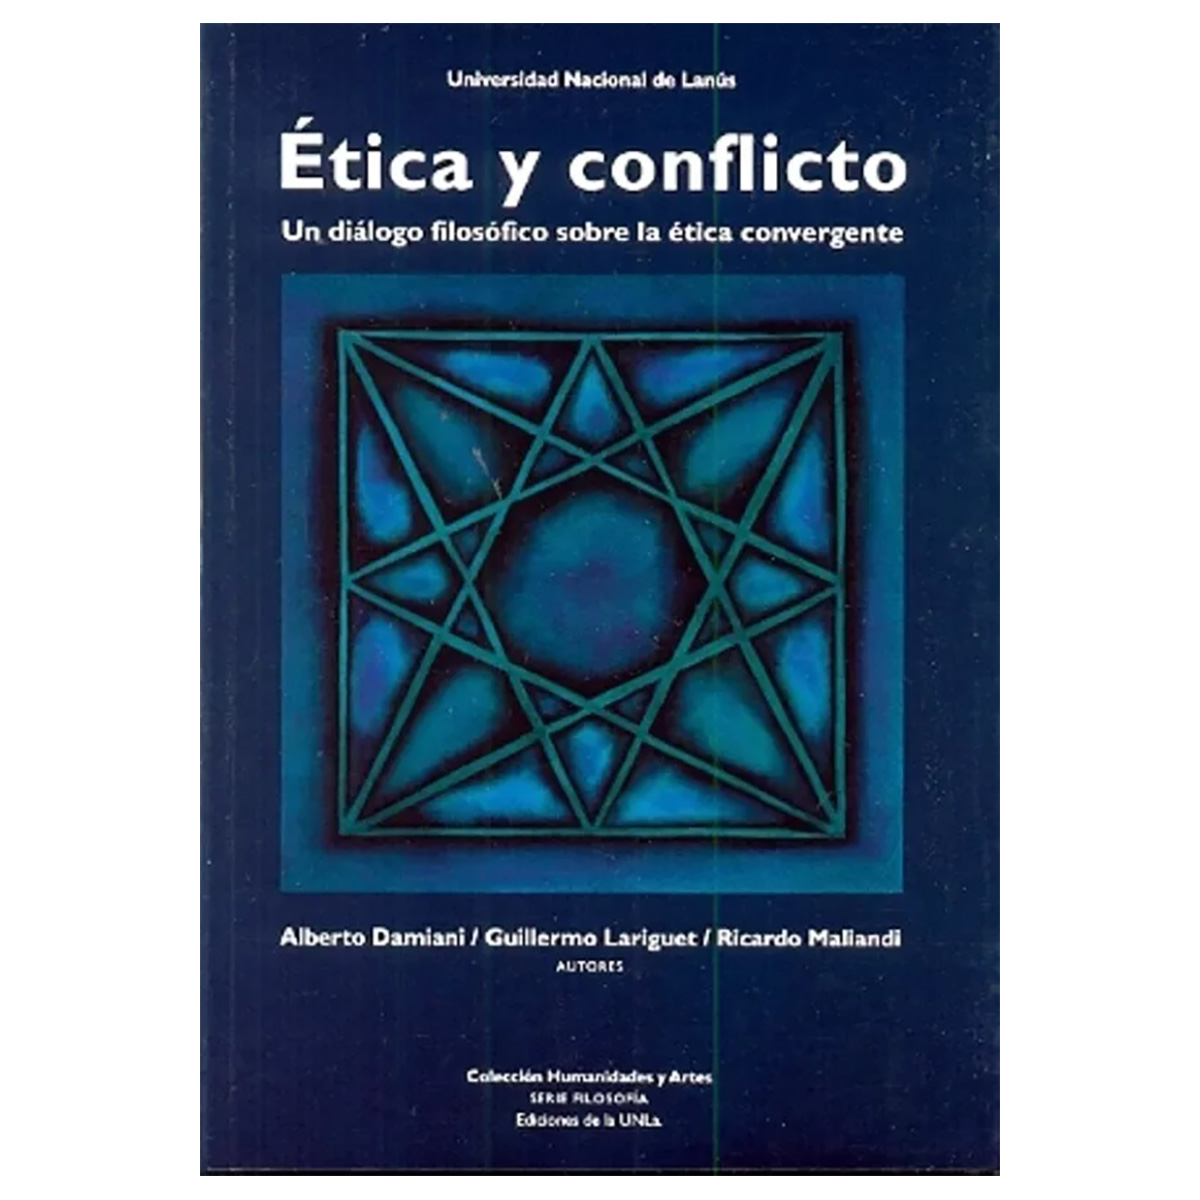 Universidad Nacional de Lanús
Ética y conflicto
Un diálogo filosófico sobre la ética convergente
Alberto Damiani / Guillermo Lariguet / Ricardo Maliandi
AUTORES
Colección Humanidades y Artes
SERIE FILOSOFÍA
Ediciones de la UNLa.